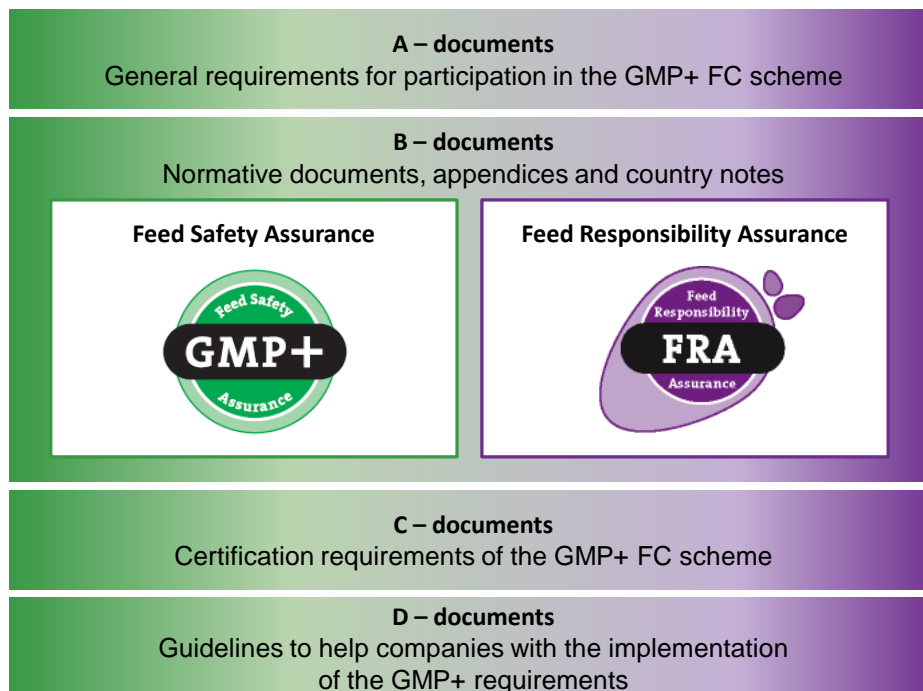 A – documents
General requirements for participation in the GMP+ FC scheme
B – documents
Normative documents, appendices and country notes
Feed Safety Assurance
Feed Safety
GMP+
Assurance
Feed Responsibility Assurance
Feed
Responsibility
FRA
Assurance
C – documents
Certification requirements of the GMP+ FC scheme
D – documents
Guidelines to help companies with the implementation
of the GMP+ requirements